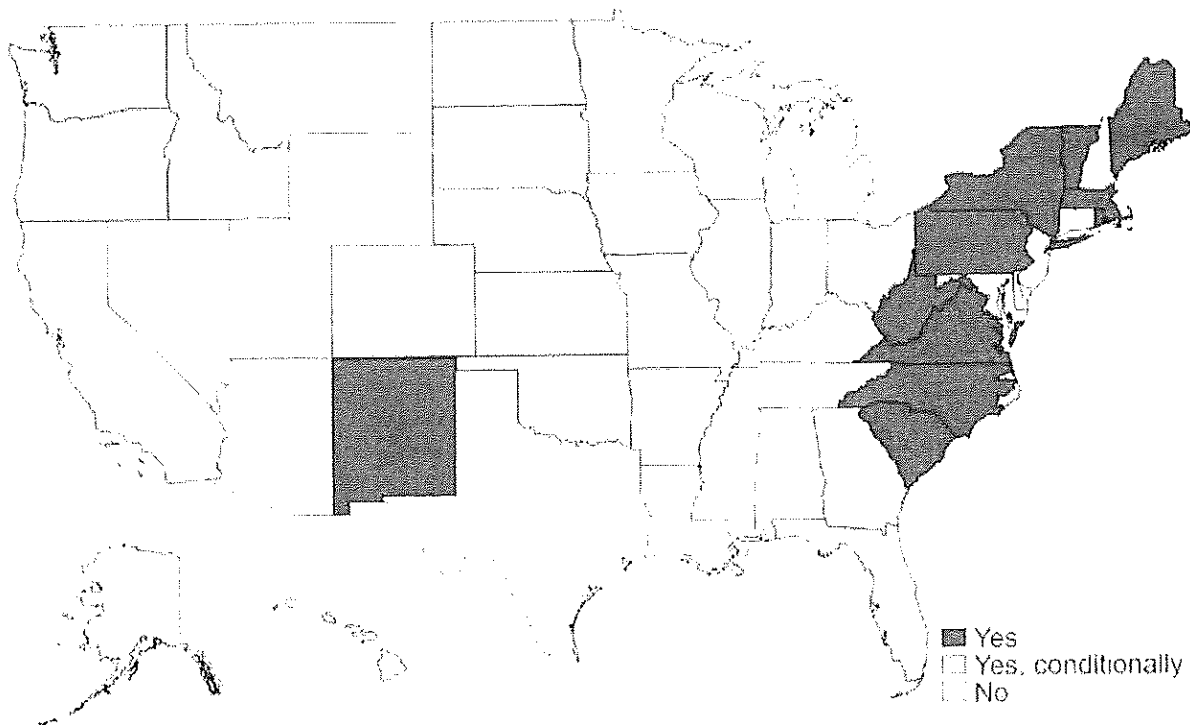 Yes
Yes, conditionally
No